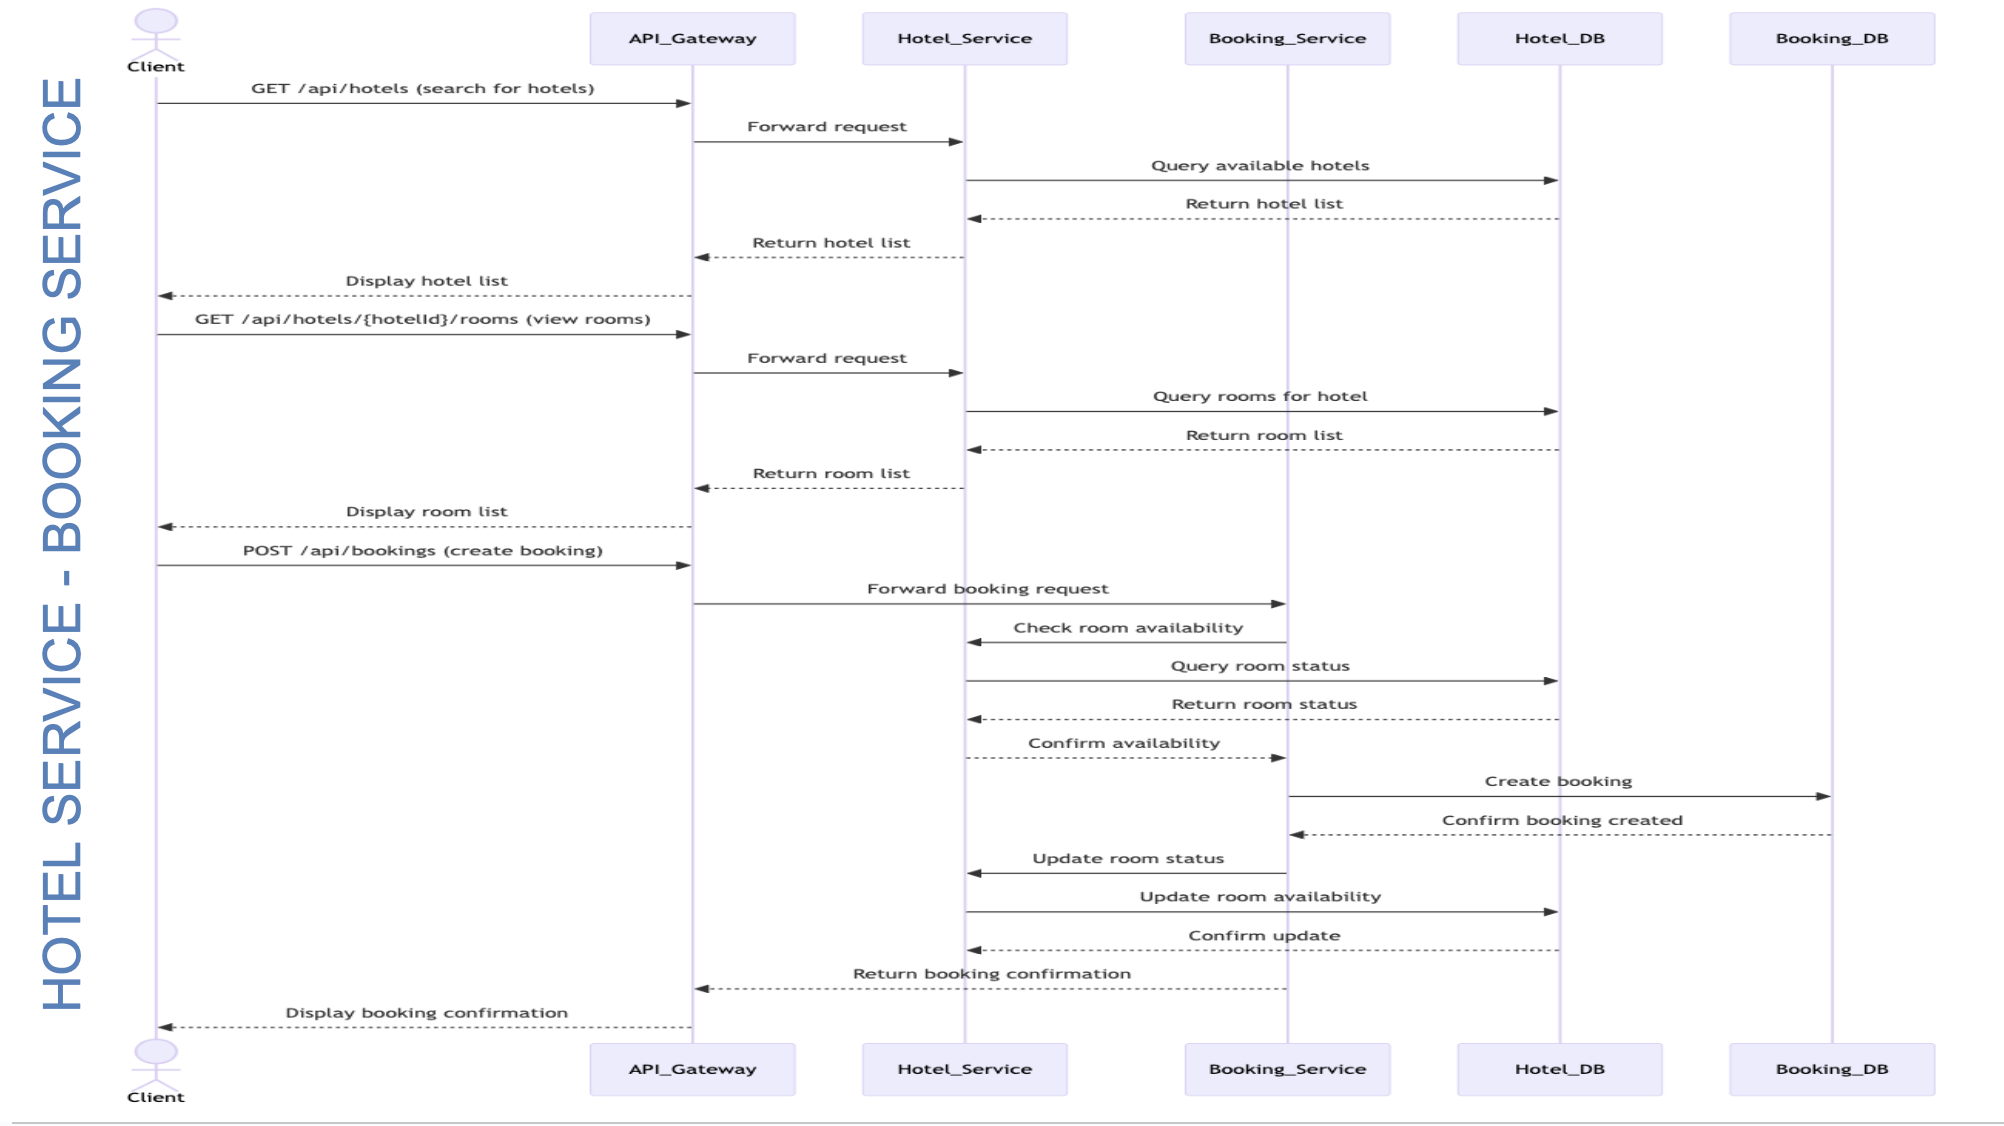 HOTEL SERVICE - BOOKING SERVICE
Client
API_Gateway
Hotel_Service
Booking_Service
Hotel_DB
Booking_DB
GET /api/hotels (search for hotels)
Forward request
Query available hotels
Return hotel list
Return hotel list
Display hotel list
GET /api/hotels/{hotelId}/rooms (view rooms)
Forward request
Query rooms for hotel
Return room list
Return room list
Display room list
POST /api/bookings (create booking)
Forward booking request
Check room availability
Query room status
Return room status
Confirm availability
Create booking
Confirm booking created
Update room status
Update room availability
Confirm update
Return booking confirmation
Display booking confirmation
Client
API_Gateway
Hotel_Service
Booking_Service
Hotel_DB
Booking_DB